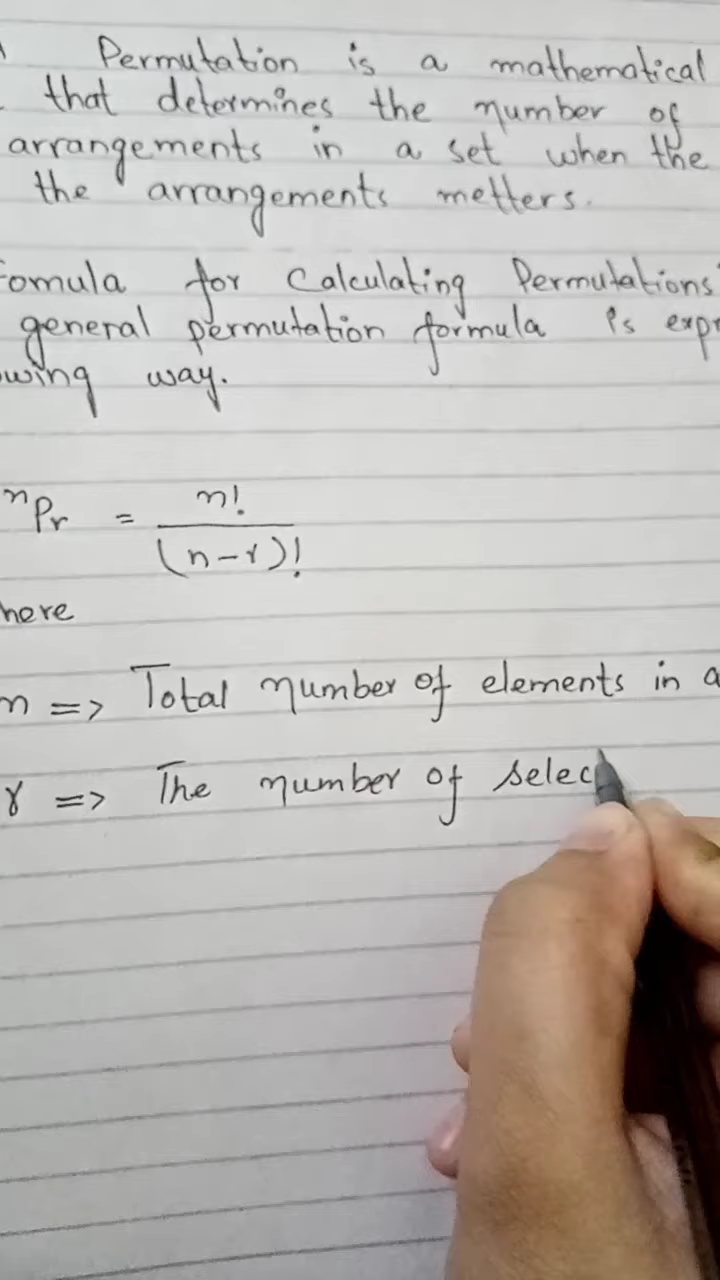 Permutation is a mathematical
that determines the number of
arrangements in a set when the
the arrangements metters.
omula for Calculating Permutations
general permutation formula is expr
wing way.
nPr = n! / (n-r)!
here
n => Total number of elements in a
r => The number of selec